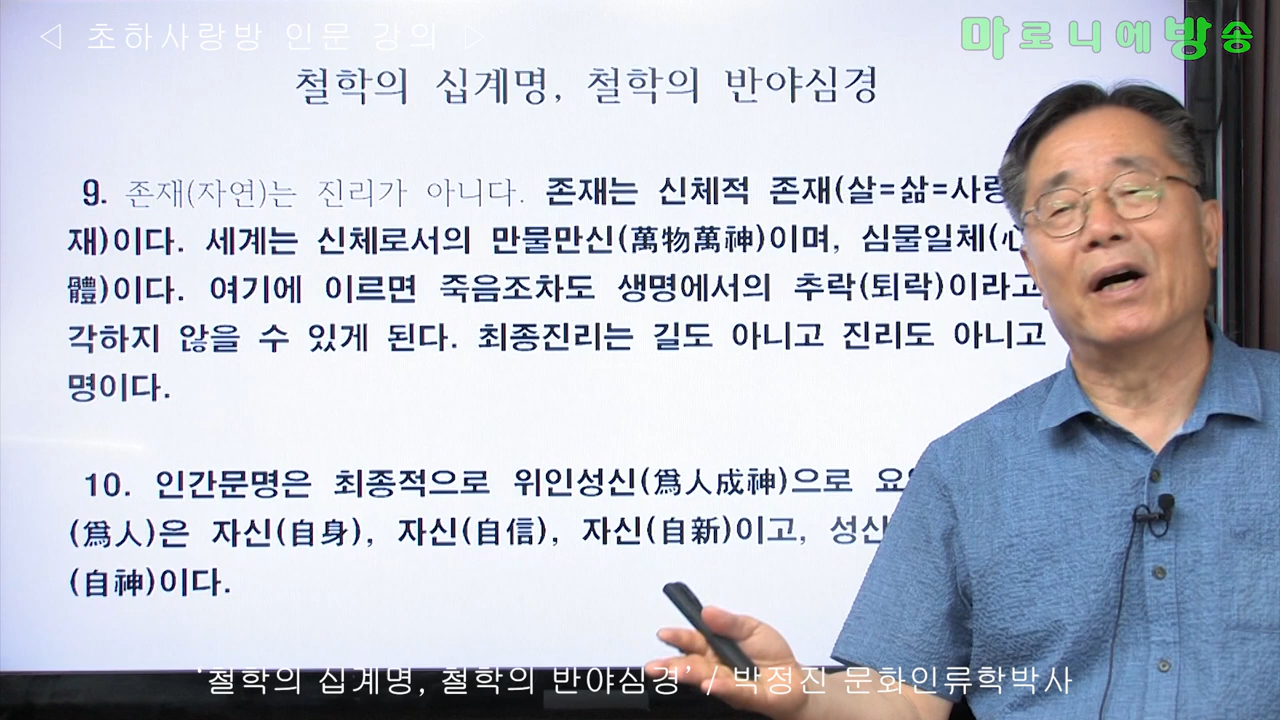 ◁ 초하사랑방 인문 강의 ▷
마로니에방송
철학의 십계명, 철학의 반야심경
9. 존재(자연)는 진리가 아니다. 존재는 신체적 존재(살=삶=사랑
재)이다. 세계는 신체로서의 만물만신(萬物萬神)이며, 심물일체(心
體)이다. 여기에 이르면 죽음조차도 생명에서의 추락(퇴락)이라고
각하지 않을 수 있게 된다. 최종진리는 길도 아니고 진리도 아니고
명이다.
10. 인간문명은 최종적으로 위인성신(爲人成神)으로
(爲人)은 자신(自身), 자신(自信), 자신(自新)이고,
(自神)이다.
‘철학의 십계명, 철학의 반야심경’ / 박정진 문화인류학박사